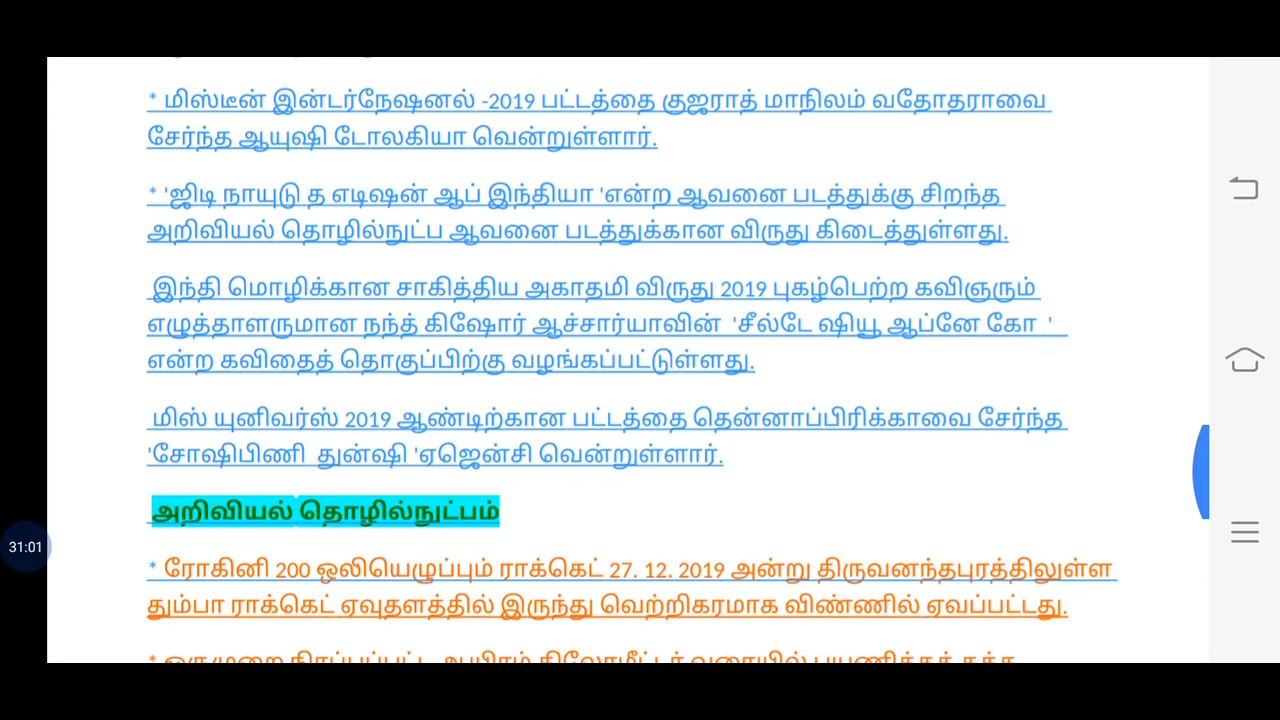 * மிஸ்டீன் இன்டர்நேஷனல் -2019 பட்டத்தை குஜராத் மாநிலம் வதோதராவை
சேர்ந்த ஆயுஷி டோலகியா வென்றுள்ளார்.
* 'ஜிடி நாயுடு த எடிஷன் ஆப் இந்தியா 'என்ற ஆவனை படத்துக்கு சிறந்த
அறிவியல் தொழில்நுட்ப ஆவனை படத்துக்கான விருது கிடைத்துள்ளது.
இந்தி மொழிக்கான சாகித்திய அகாதமி விருது 2019 புகழ்பெற்ற கவிஞரும்
எழுத்தாளருமான நந்த் கிஷோர் ஆச்சார்யாவின் 'சீல்டே ஷியூ ஆப்னே கோ '
என்ற கவிதைத் தொகுப்பிற்கு வழங்கப்பட்டுள்ளது.
மிஸ் யுனிவர்ஸ் 2019 ஆண்டிற்கான பட்டத்தை தென்னாப்பிரிக்காவை சேர்ந்த
'சோஷிபிணி துன்ஷி 'ஏஜென்சி வென்றுள்ளார்.
அறிவியல் தொழில்நுட்பம்
31:01
* ரோகினி 200 ஒலியெழுப்பும் ராக்கெட் 27. 12. 2019 அன்று திருவனந்தபுரத்திலுள்ள
தும்பா ராக்கெட் ஏவுதளத்தில் இருந்து வெற்றிகரமாக விண்ணில் ஏவப்பட்டது.